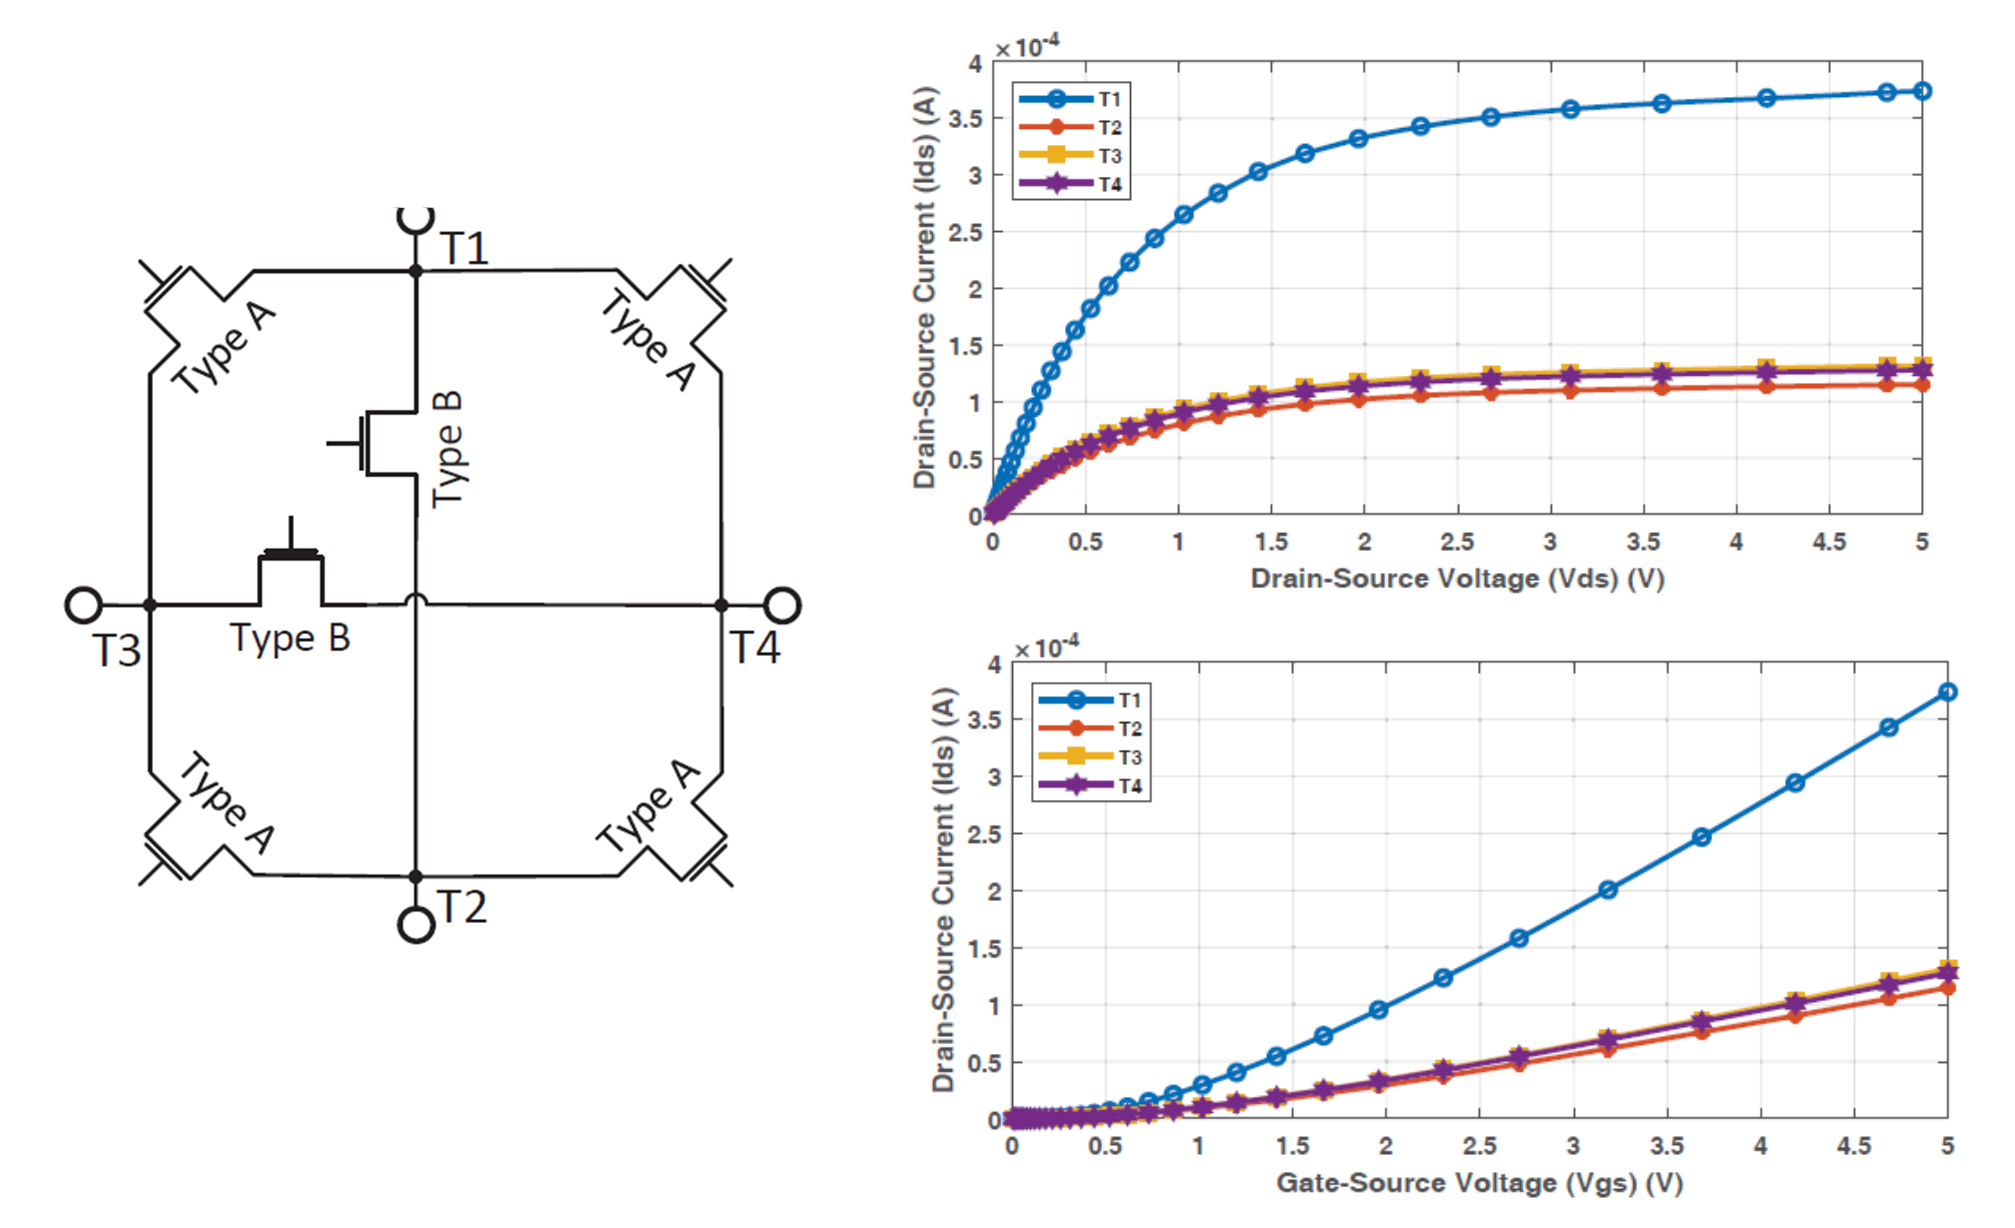 T1
Type A
Type A
Type B
T3
Type B
T4
Type A
Type A
T2
×10-4
Drain-Source Current (Ids) (A)
4
3.5
3
2.5
2
1.5
1
0.5
0
T1
T2
T3
T4
0 0.5 1 1.5 2 2.5 3 3.5 4 4.5 5
Drain-Source Voltage (Vds) (V)
×10-4
Drain-Source Current (Ids) (A)
4
3.5
3
2.5
2
1.5
1
0.5
0
T1
T2
T3
T4
0 0.5 1 1.5 2 2.5 3 3.5 4 4.5 5
Gate-Source Voltage (Vgs) (V)